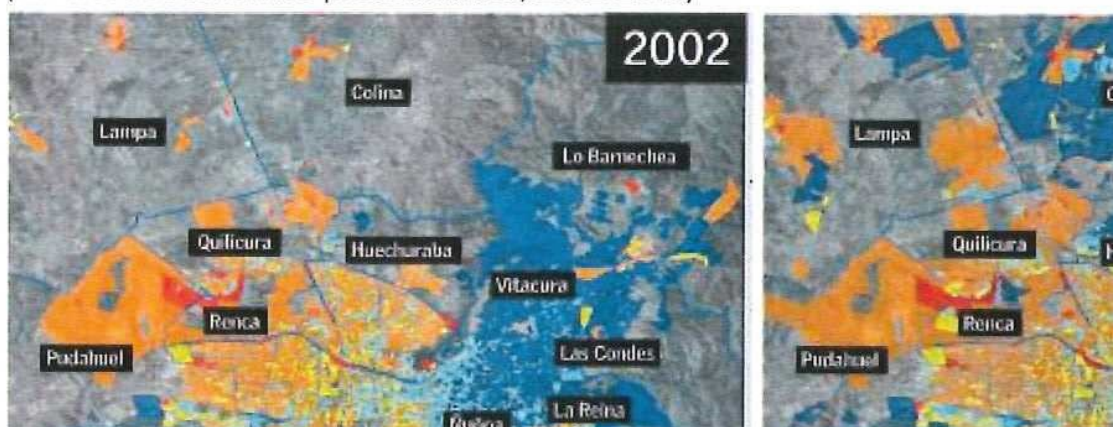 2002
Colina
Lampa
Lo Barnechea
Quilicura
Huechuraba
Vitacura
Renca
Las Condes
Pudahuel
La Reina
Lampa
Quilicura
Renca
Pudahuel